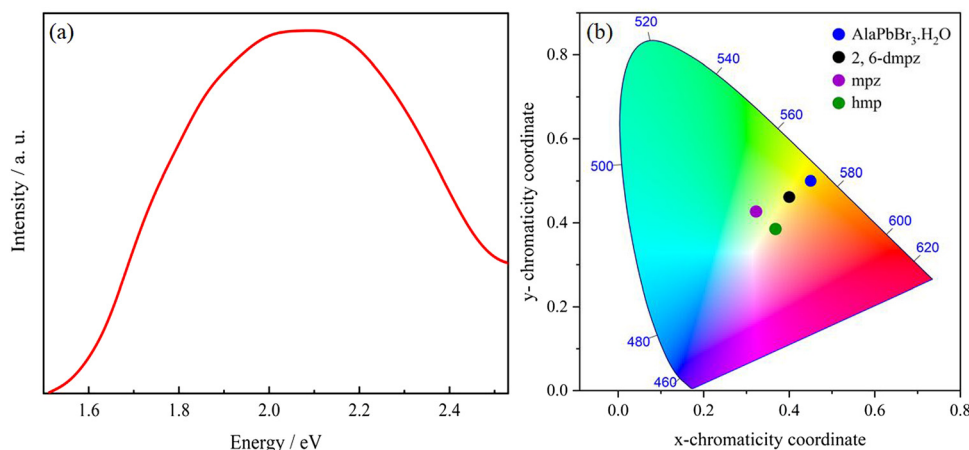 (a)
Intensity / a. u.
1.6 1.8 2.0 2.2 2.4
Energy / eV
(b)
AlaPbBr₃.H₂O
2, 6-dmpz
mpz
hmp
y- chromaticity coordinate
0.8
0.6
0.4
0.2
0.0
520
540
560
500
580
600
620
480
460
0.0 0.2 0.4 0.6 0.8
x-chromaticity coordinate